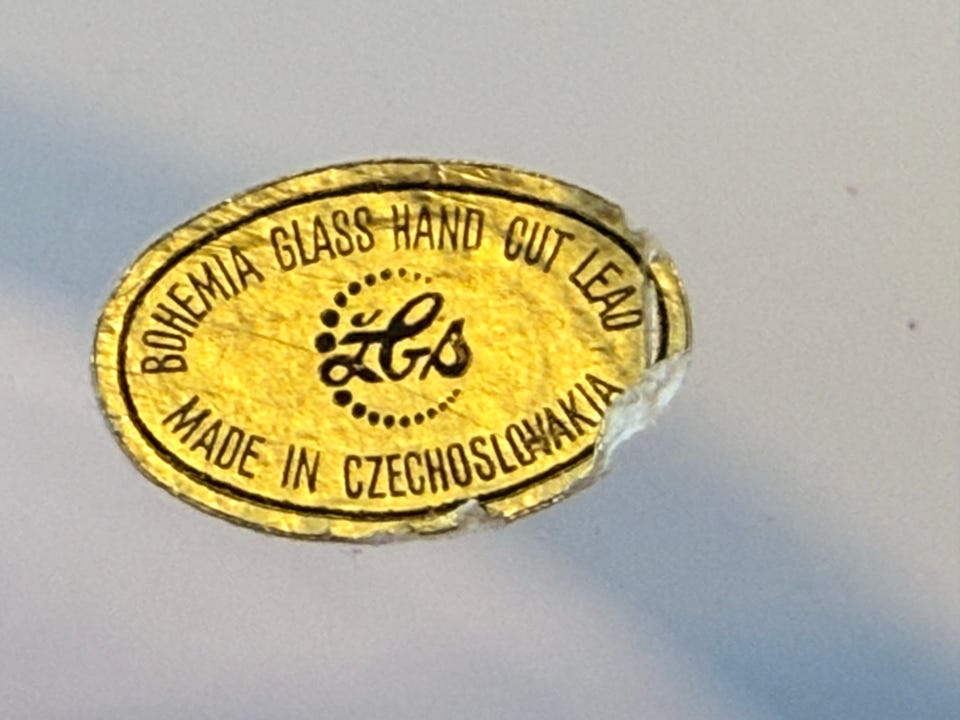 BOHEMIA GLASS HAND CUT LEAD
MADE IN CZECHOSLOVAKIA